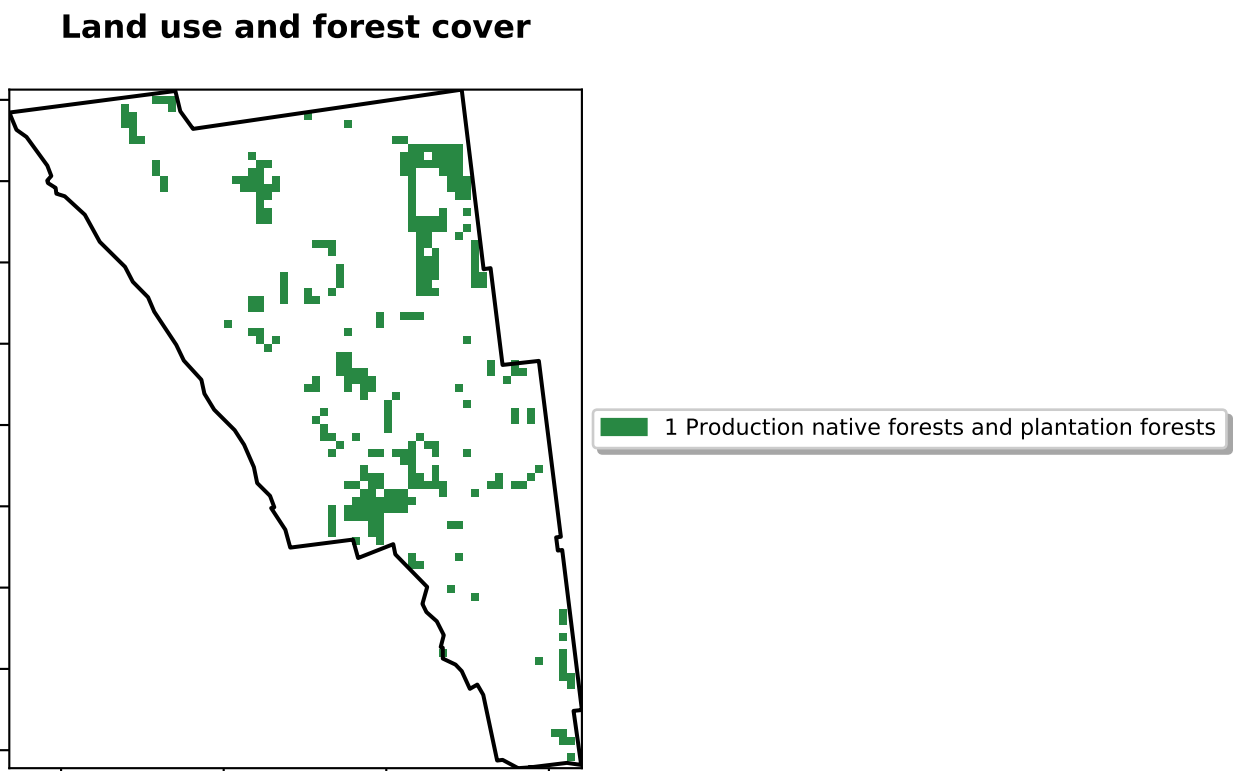 Land use and forest cover
1 Production native forests and plantation forests